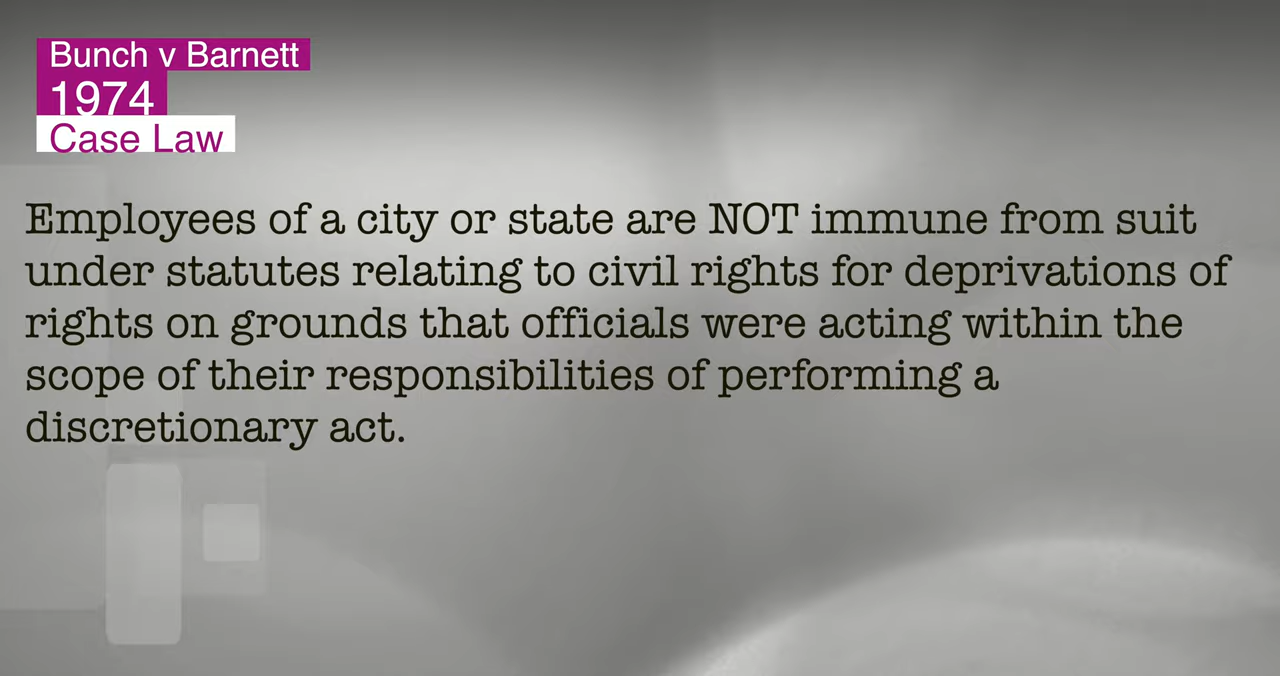 Bunch v Barnett
1974
Case Law
Employees of a city or state are NOT immune from suit
under statutes relating to civil rights for deprivations of
rights on grounds that officials were acting within the
scope of their responsibilities of performing a
discretionary act.